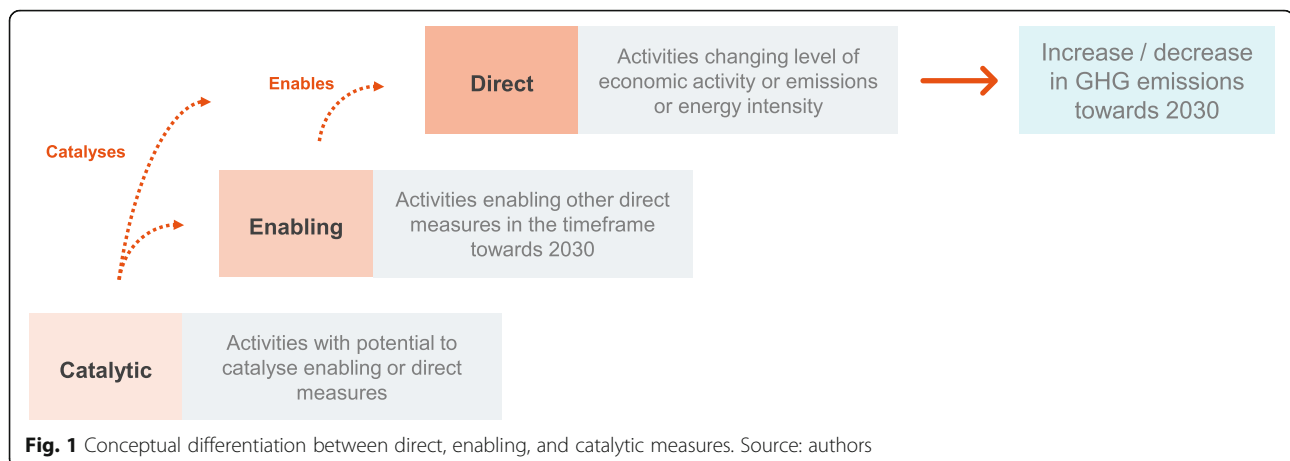 Enables
Direct
Activities changing level of
economic activity or emissions
or energy intensity
Increase / decrease
in GHG emissions
towards 2030
Catalyses
Enabling
Activities enabling other direct
measures in the timeframe
towards 2030
Catalytic
Activities with potential to
catalyse enabling or direct
measures
Fig. 1 Conceptual differentiation between direct, enabling, and catalytic measures. Source: authors